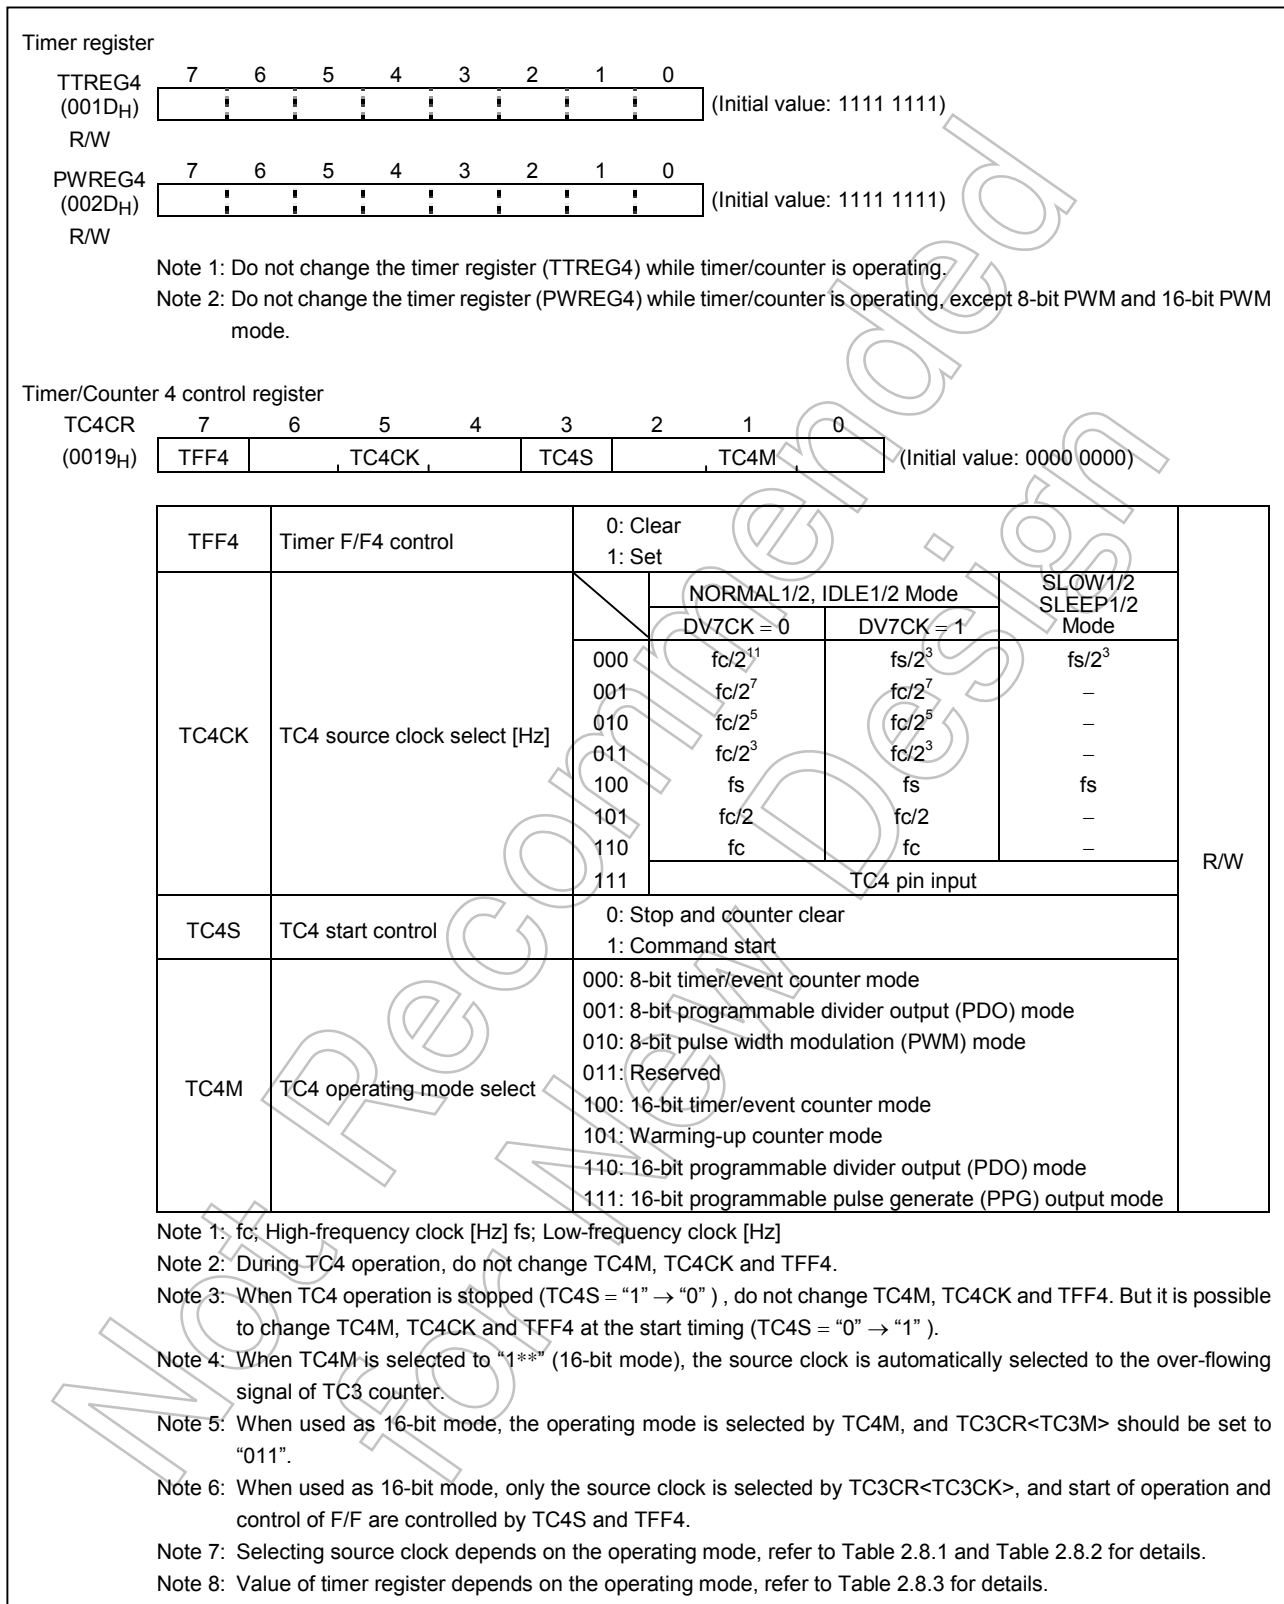 Timer register
TTREG4 7 6 5 4 3 2 1 0
(001DH) (Initial value: 1111 1111)
R/W
PWREG4 7 6 5 4 3 2 1 0
(002DH) (Initial value: 1111 1111)
R/W
Note 1: Do not change the timer register (TTREG4) while timer/counter is operating.
Note 2: Do not change the timer register (PWREG4) while timer/counter is operating, except 8-bit PWM and 16-bit PWM
mode.
Timer/Counter 4 control register
TC4CR 7 6 5 4 3 2 1 0
(0019H) TFF4 TC4CK TC4S TC4M (Initial value: 0000 0000)
TFF4 Timer F/F4 control 0: Clear
1: Set
NORMAL1/2, IDLE1/2 Mode SLOW1/2
SLEEP1/2
DV7CK = 0 DV7CK = 1 Mode
000 fc/2¹¹ fs/2³ fs/2³
001 fc/2⁷ fc/2⁷ –
010 fc/2⁵ fc/2⁵ –
TC4CK TC4 source clock select [Hz]
011 fc/2³ fc/2³ –
100 fs fs fs
101 fc/2 fc/2 –
110 fc fc –
R/W
111 TC4 pin input
TC4S TC4 start control 0: Stop and counter clear
1: Command start
000: 8-bit timer/event counter mode
001: 8-bit programmable divider output (PDO) mode
010: 8-bit pulse width modulation (PWM) mode
011: Reserved
TC4M TC4 operating mode select
100: 16-bit timer/event counter mode
101: Warming-up counter mode
110: 16-bit programmable divider output (PDO) mode
111: 16-bit programmable pulse generate (PPG) output mode
Note 1: fc; High-frequency clock [Hz] fs; Low-frequency clock [Hz]
Note 2: During TC4 operation, do not change TC4M, TC4CK and TFF4.
Note 3: When TC4 operation is stopped (TC4S = “1” → “0” ) , do not change TC4M, TC4CK and TFF4. But it is possible
to change TC4M, TC4CK and TFF4 at the start timing (TC4S = “0” → “1” ).
Note 4: When TC4M is selected to “1**” (16-bit mode), the source clock is automatically selected to the over-flowing
signal of TC3 counter.
Note 5: When used as 16-bit mode, the operating mode is selected by TC4M, and TC3CR<TC3M> should be set to
“011”.
Note 6: When used as 16-bit mode, only the source clock is selected by TC3CR<TC3CK>, and start of operation and
control of F/F are controlled by TC4S and TFF4.
Note 7: Selecting source clock depends on the operating mode, refer to Table 2.8.1 and Table 2.8.2 for details.
Note 8: Value of timer register depends on the operating mode, refer to Table 2.8.3 for details.
Not Recommended
for New Design